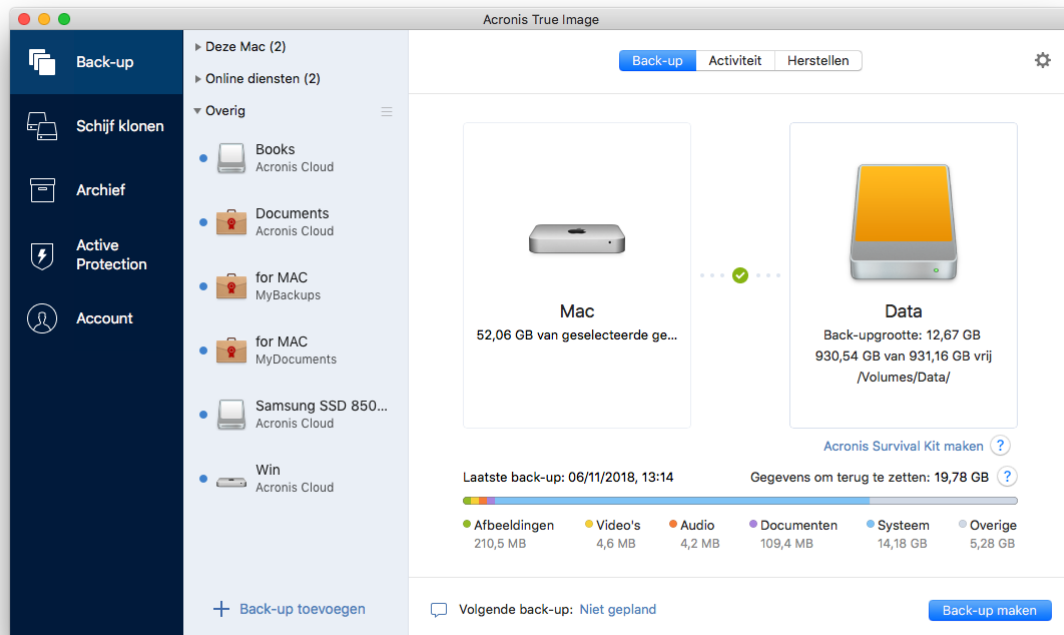 Acronis True Image
Back-up
Schijf klonen
Archief
Active
Protection
Account
Deze Mac (2)
Online diensten (2)
Overig
Books
Acronis Cloud
Documents
Acronis Cloud
for MAC
MyBackups
for MAC
MyDocuments
Samsung SSD 850...
Acronis Cloud
Win
Acronis Cloud
Back-up toevoegen
Back-up Activiteit Herstellen
Mac
52,06 GB van geselecteerde ge...
Data
Back-upgrootte: 12,67 GB
930,54 GB van 931,16 GB vrij
/Volumes/Data/
Acronis Survival Kit maken ?
Laatste back-up: 06/11/2018, 13:14 Gegevens om terug te zetten: 19,78 GB ?
Afbeeldingen Video's Audio Documenten Systeem Overige
210,5 MB 4,6 MB 4,2 MB 109,4 MB 14,18 GB 5,28 GB
Volgende back-up: Niet gepland
Back-up maken